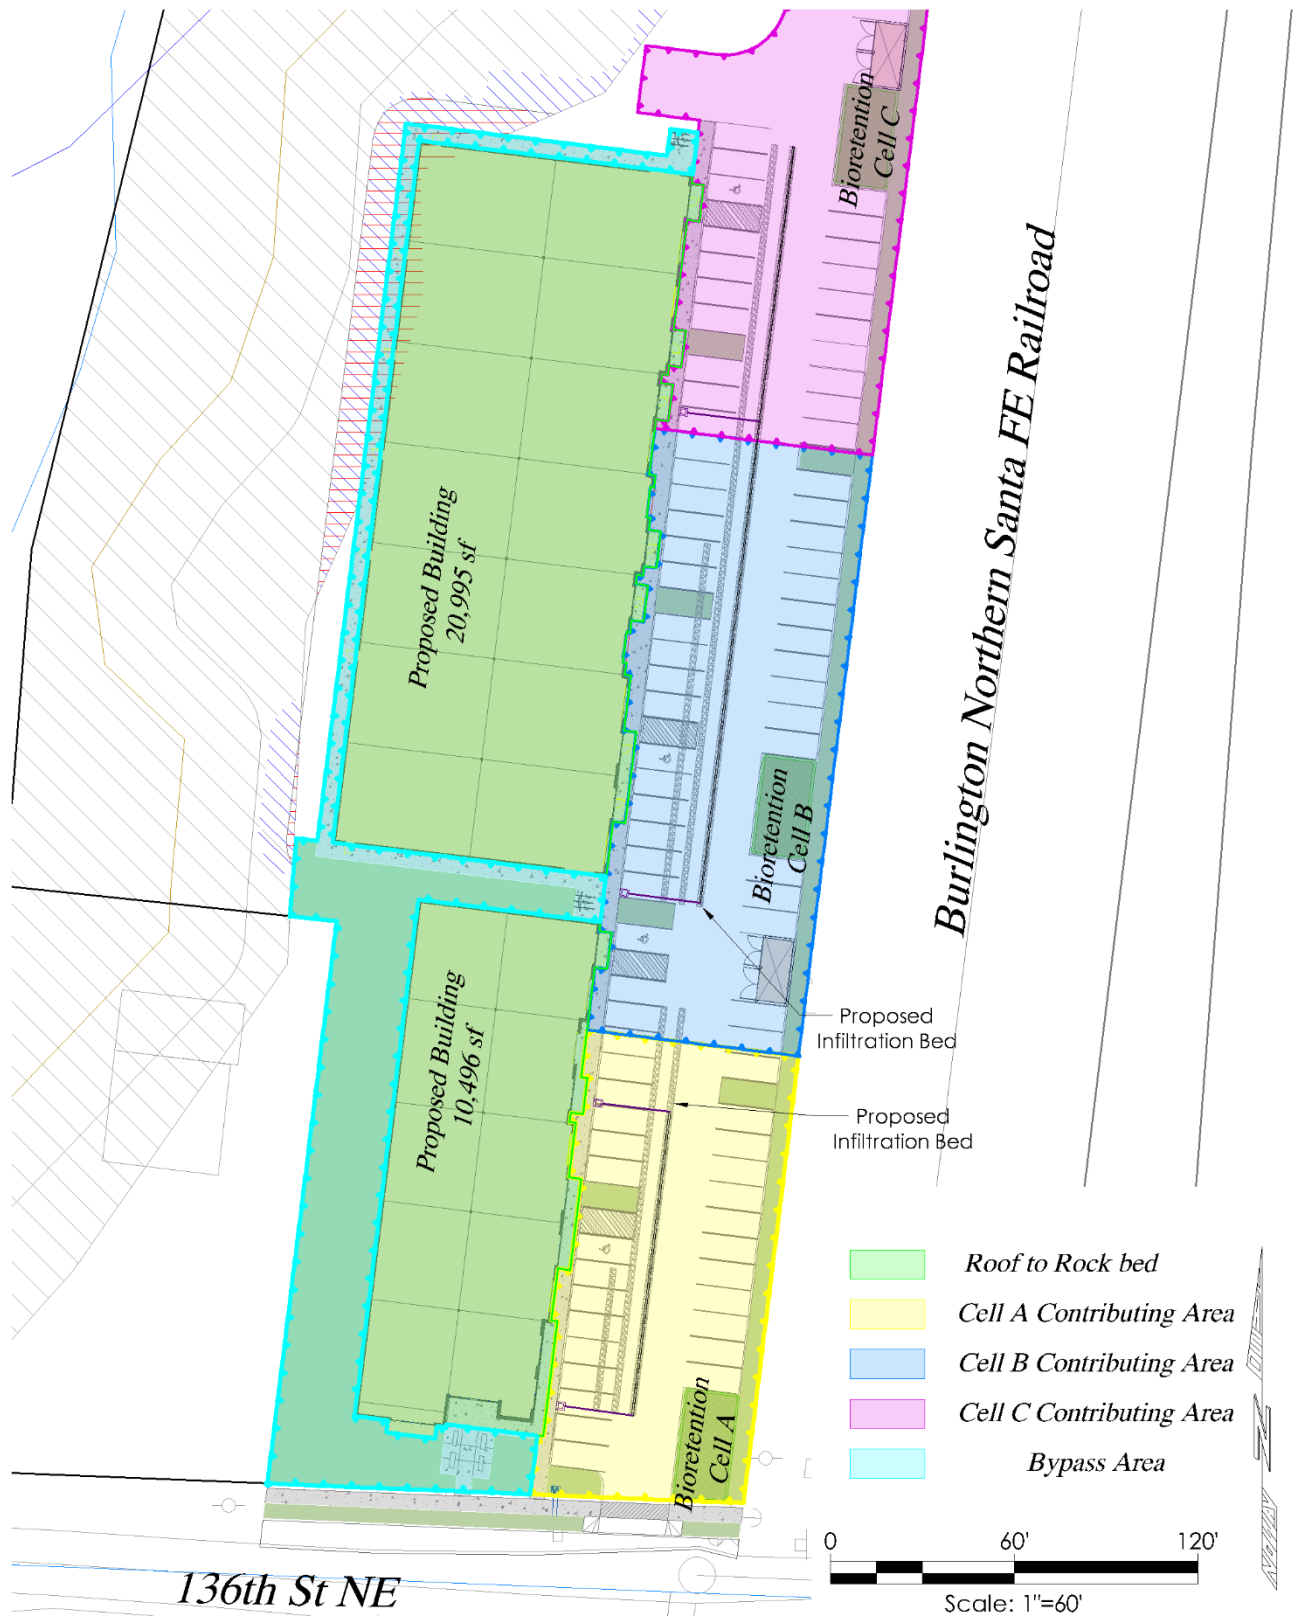 Bioretention
Cell C
Burlington Northern Santa FE Railroad
Proposed Building
20,995 sf
Bioretention
Cell B
Proposed Building
10,496 sf
Proposed
Infiltration Bed
Proposed
Infiltration Bed
Bioretention
Cell A
Roof to Rock bed
Cell A Contributing Area
Cell B Contributing Area
Cell C Contributing Area
Bypass Area
N
0 60' 120'
Scale: 1"=60'
136th St NE